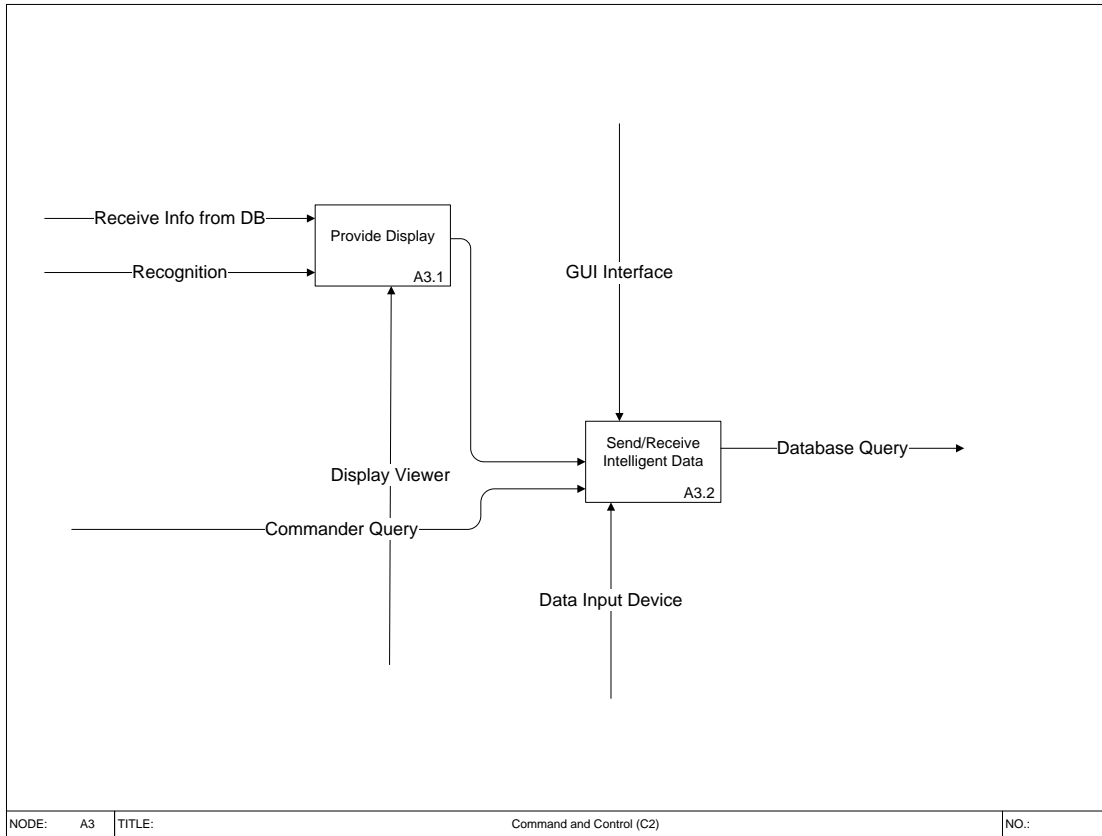 Receive Info from DB
Recognition
Provide Display
A3.1
GUI Interface
Send/Receive
Intelligent Data
A3.2
Database Query
Display Viewer
Commander Query
Data Input Device
NODE: A3 TITLE: Command and Control (C2) NO.: